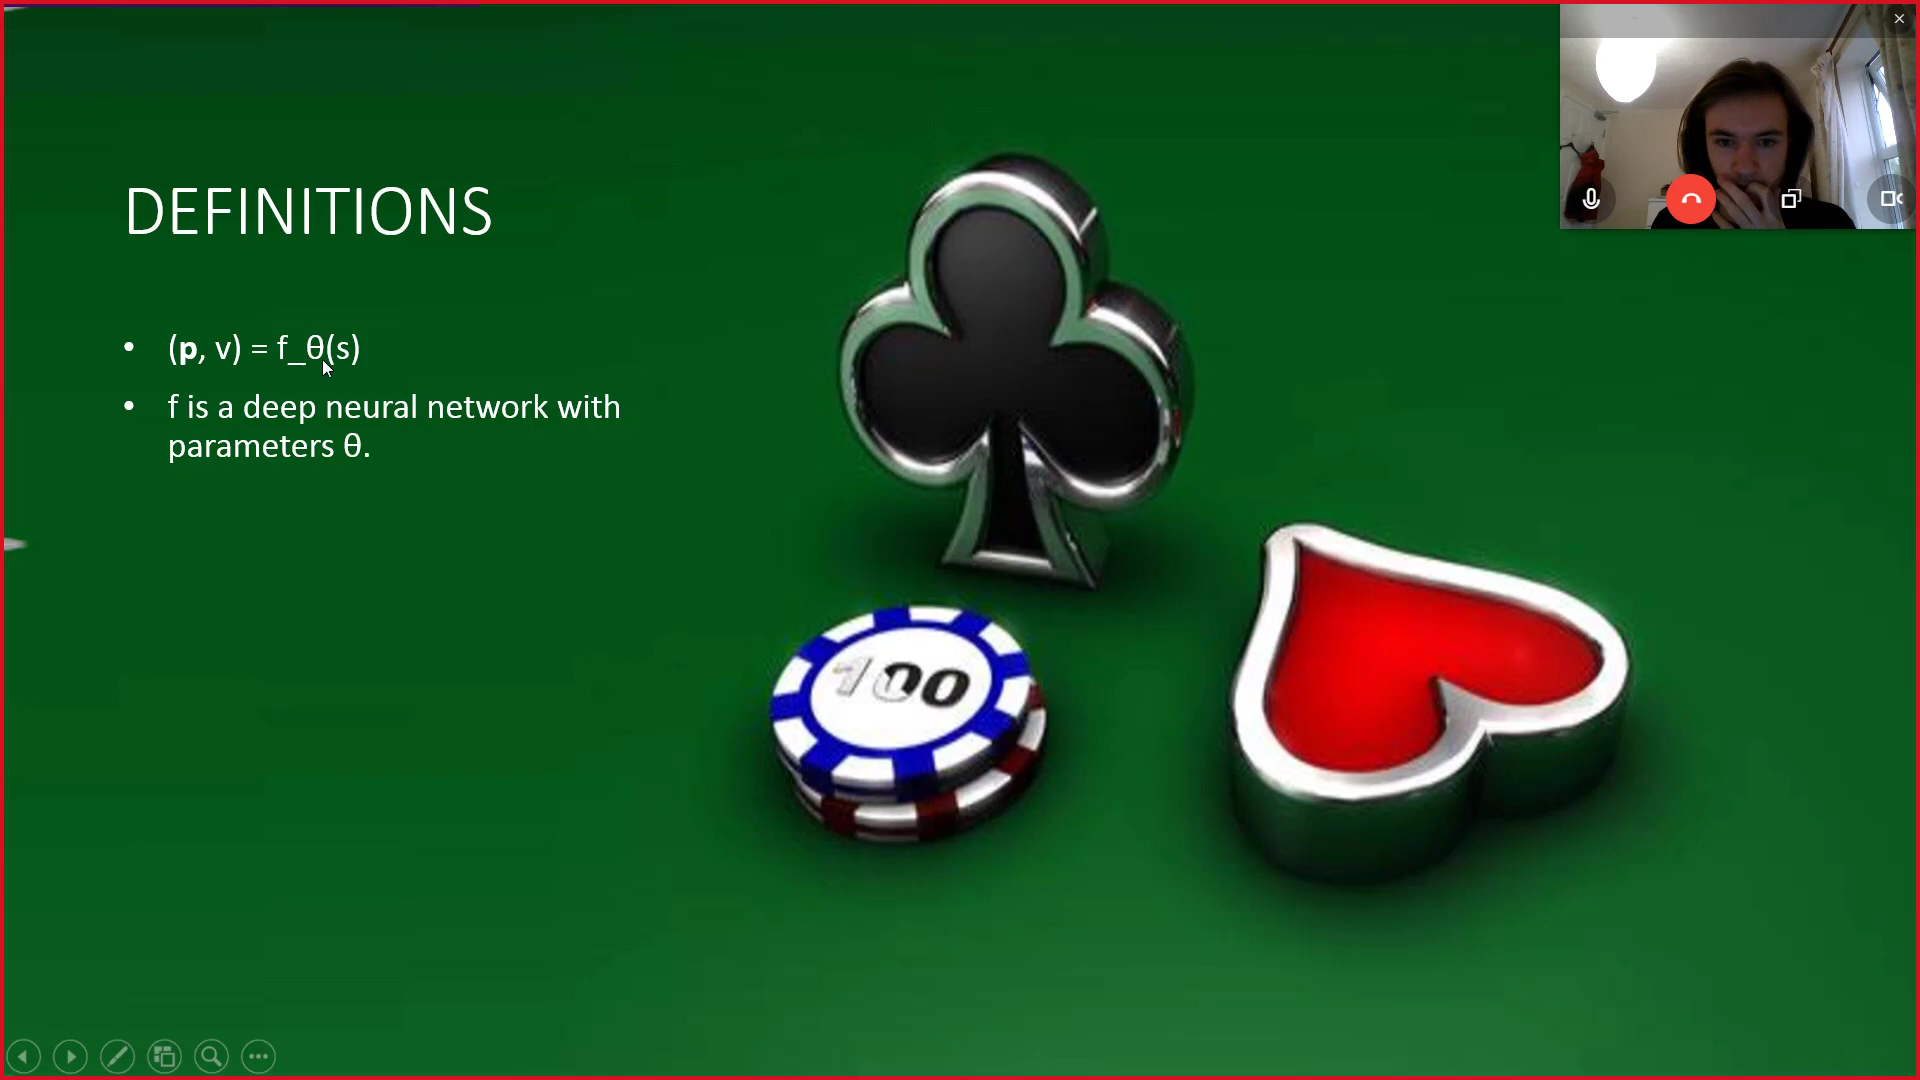 DEFINITIONS
• (p, v) = f_θ(s)
• f is a deep neural network with
parameters θ.
100